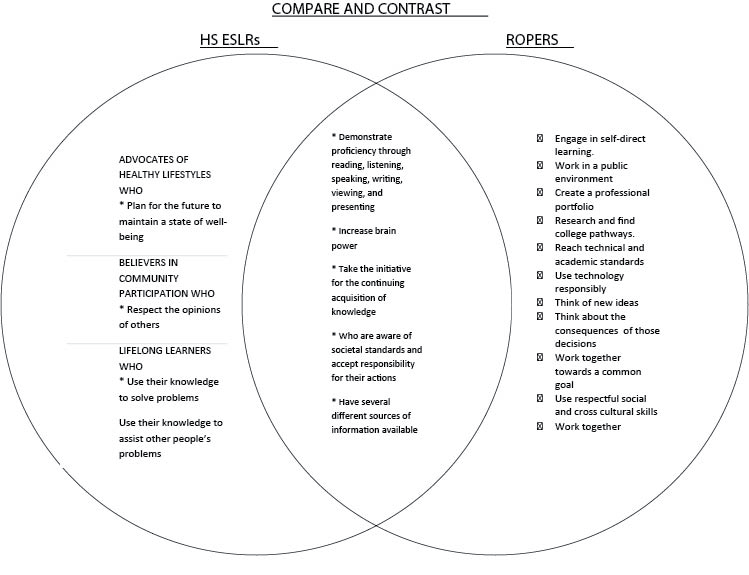 COMPARE AND CONTRAST
HS ESLRs
ROPERS
ADVOCATES OF
HEALTHY LIFESTYLES
WHO
* Plan for the future to
maintain a state of well-
being
BELIEVERS IN
COMMUNITY
PARTICIPATION WHO
* Respect the opinions
of others
LIFELONG LEARNERS
WHO
* Use their knowledge
to solve problems
Use their knowledge to
assist other people’s
problems
* Demonstrate
proficiency through
reading, listening,
speaking, writing,
viewing, and
presenting
* Increase brain
power
* Take the initiative
for the continuing
acquisition of
knowledge
* Who are aware of
societal standards and
accept responsibility
for their actions
* Have several
different sources of
information available
Engage in self-direct
learning.
Work in a public
environment
Create a professional
portfolio
Research and find
college pathways.
Reach technical and
academic standards
Use technology
responsibly
Think of new ideas
Think about the
consequences of those
decisions
Work together
towards a common
goal
Use respectful social
and cross cultural skills
Work together